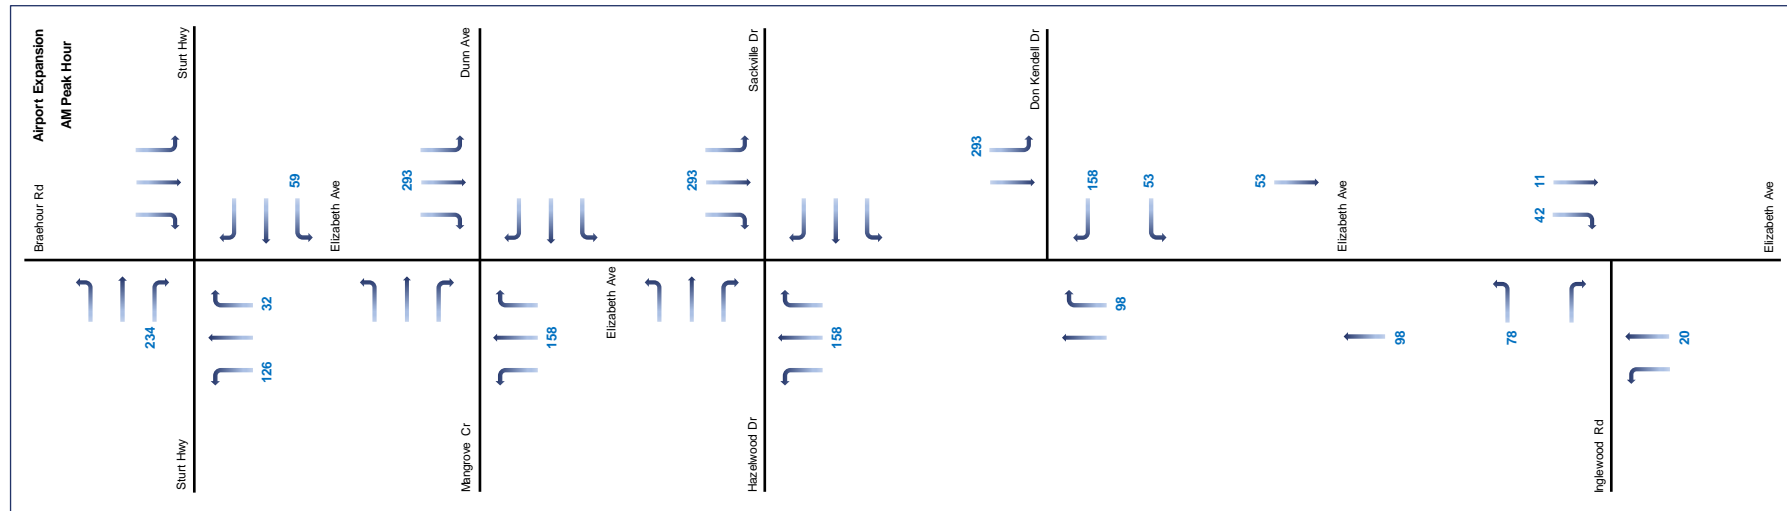 Airport Expansion
AM Peak Hour
Braehour Rd
Sturt Hwy
Sturt Hwy
234
59
32
126
Elizabeth Ave
Dunn Ave
Mangrove Cr
293
158
Elizabeth Ave
Sackville Dr
Hazelwood Dr
293
158
Don Kendell Dr
293
158
53
98
53
98
Elizabeth Ave
11
42
78
20
Inglewood Rd
Elizabeth Ave